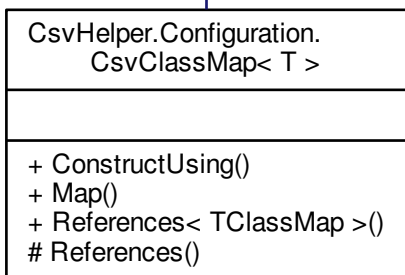 CsvHelper.Configuration.
CsvClassMap< T >
+ ConstructUsing()
+ Map()
+ References< TClassMap >()
# References()